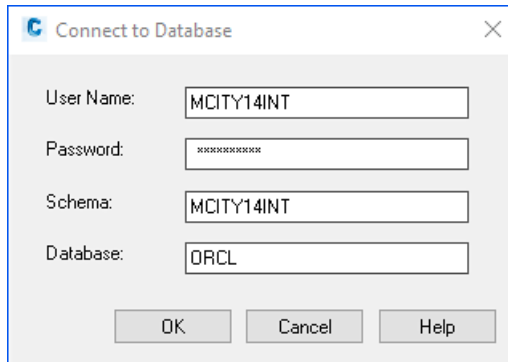 Connect to Database
User Name: MCITY14INT
Password: **********
Schema: MCITY14INT
Database: ORCL
OK Cancel Help